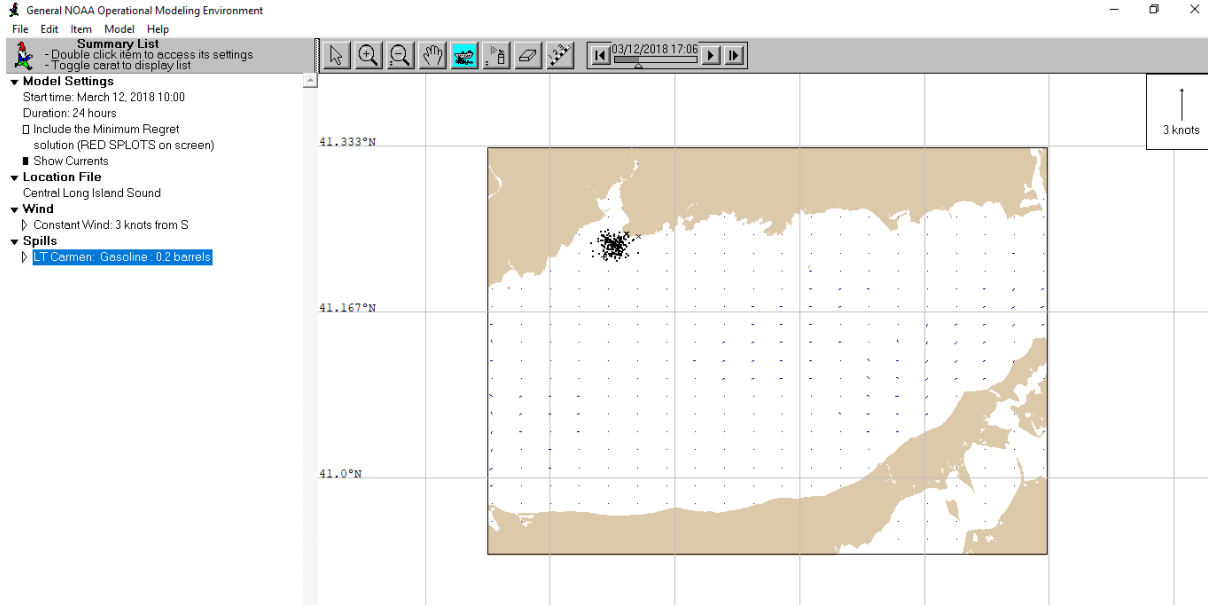 General NOAA Operational Modeling Environment
File Edit Item Model Help
Summary List
- Double click item to access its settings
- Toggle carat to display list
03/12/2018 17:06
Model Settings
Start time: March 12, 2018 10:00
Duration: 24 hours
Include the Minimum Regret
solution (RED SPLOTS on screen)
Show Currents
Location File
Central Long Island Sound
Wind
Constant Wind: 3 knots from S
Spills
LT Carmen: Gasoline : 0.2 barrels
3 knots
41.333°N
41.167°N
41.0°N